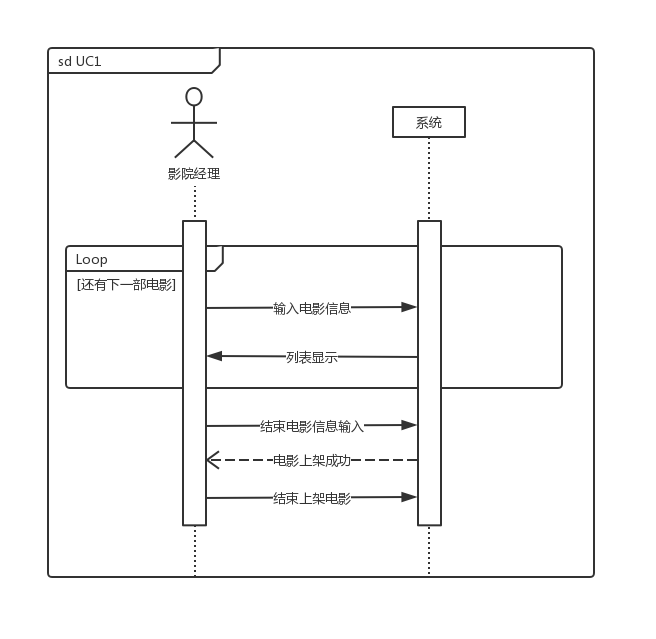 sd UC1
系统
影院经理
Loop
[还有下一部电影]
输入电影信息
列表显示
结束电影信息输入
电影上架成功
结束上架电影